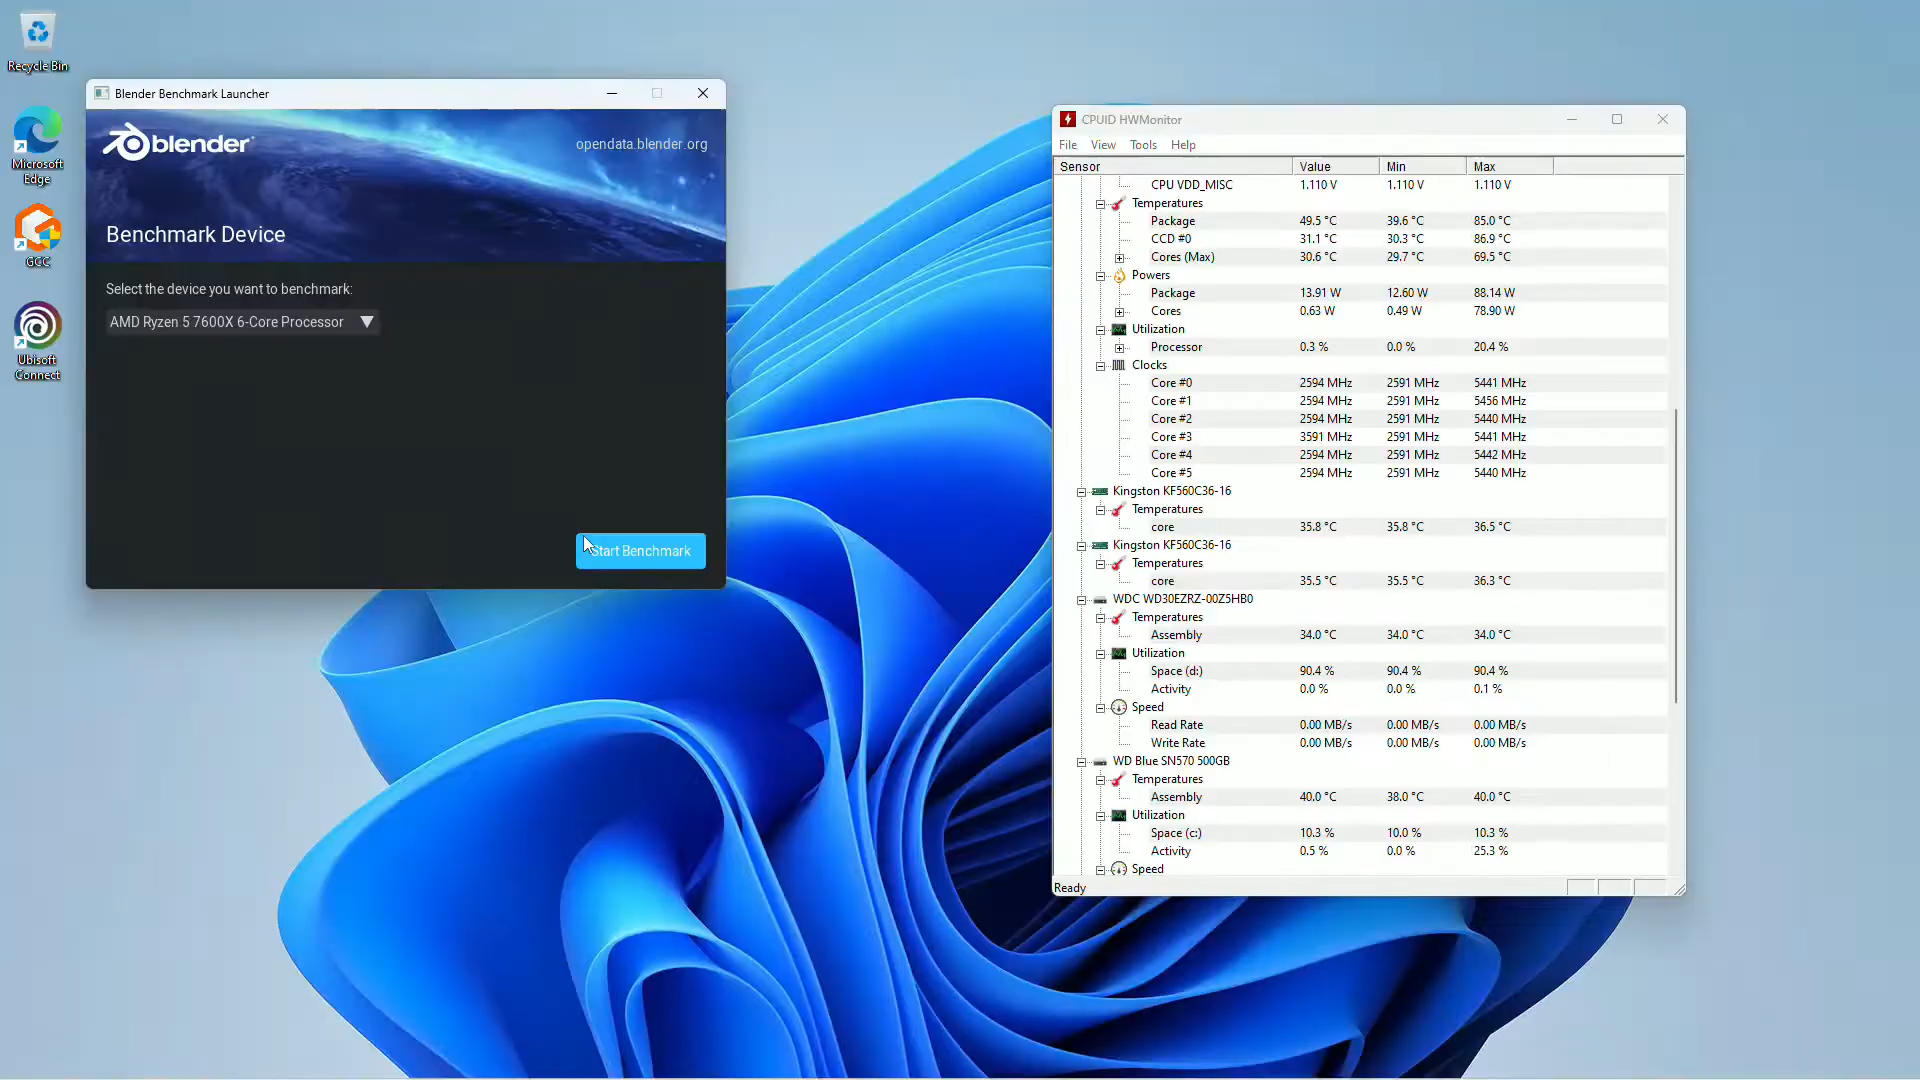 Recycle Bin
Microsoft
Edge
GCC
Ubisoft
Connect
Blender Benchmark Launcher
blender
opendata.blender.org
Benchmark Device
Select the device you want to benchmark:
AMD Ryzen 5 7600X 6-Core Processor
Start Benchmark
CPUID HWMonitor
File View Tools Help
Sensor Value Min Max
CPU VDD_MISC 1.110 V 1.110 V 1.110 V
Temperatures
Package 49.5 °C 39.6 °C 85.0 °C
CCD #0 31.1 °C 30.3 °C 86.9 °C
Cores (Max) 30.6 °C 29.7 °C 69.5 °C
Powers
Package 13.91 W 12.60 W 88.14 W
Cores 0.63 W 0.49 W 78.90 W
Utilization
Processor 0.3 % 0.0 % 20.4 %
Clocks
Core #0 2594 MHz 2591 MHz 5441 MHz
Core #1 2594 MHz 2591 MHz 5456 MHz
Core #2 2594 MHz 2591 MHz 5440 MHz
Core #3 3591 MHz 2591 MHz 5441 MHz
Core #4 2594 MHz 2591 MHz 5442 MHz
Core #5 2594 MHz 2591 MHz 5440 MHz
Kingston KF560C36-16
Temperatures
core 35.8 °C 35.8 °C 36.5 °C
Kingston KF560C36-16
Temperatures
core 35.5 °C 35.5 °C 36.3 °C
WDC WD30EZRZ-00Z5HB0
Temperatures
Assembly 34.0 °C 34.0 °C 34.0 °C
Utilization
Space (d:) 90.4 % 90.4 % 90.4 %
Activity 0.0 % 0.0 % 0.1 %
Speed
Read Rate 0.00 MB/s 0.00 MB/s 0.00 MB/s
Write Rate 0.00 MB/s 0.00 MB/s 0.00 MB/s
WD Blue SN570 500GB
Temperatures
Assembly 40.0 °C 38.0 °C 40.0 °C
Utilization
Space (c:) 10.3 % 10.0 % 10.3 %
Activity 0.5 % 0.0 % 25.3 %
Speed
Ready